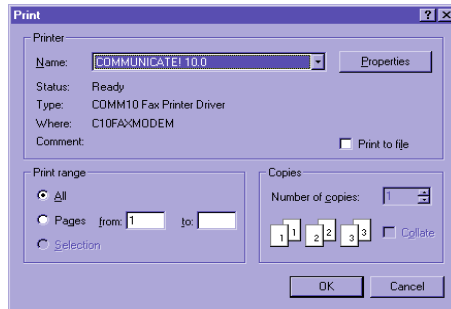 Print
Printer
Name: COMMUNICATE! 10.0 Properties
Status: Ready
Type: COMM10 Fax Printer Driver
Where: C10FAXMODEM
Comment: Print to file
Print range
All
Pages from: 1 to:
Selection
Copies
Number of copies: 1
1 1 2 2 3 3 Collate
OK Cancel